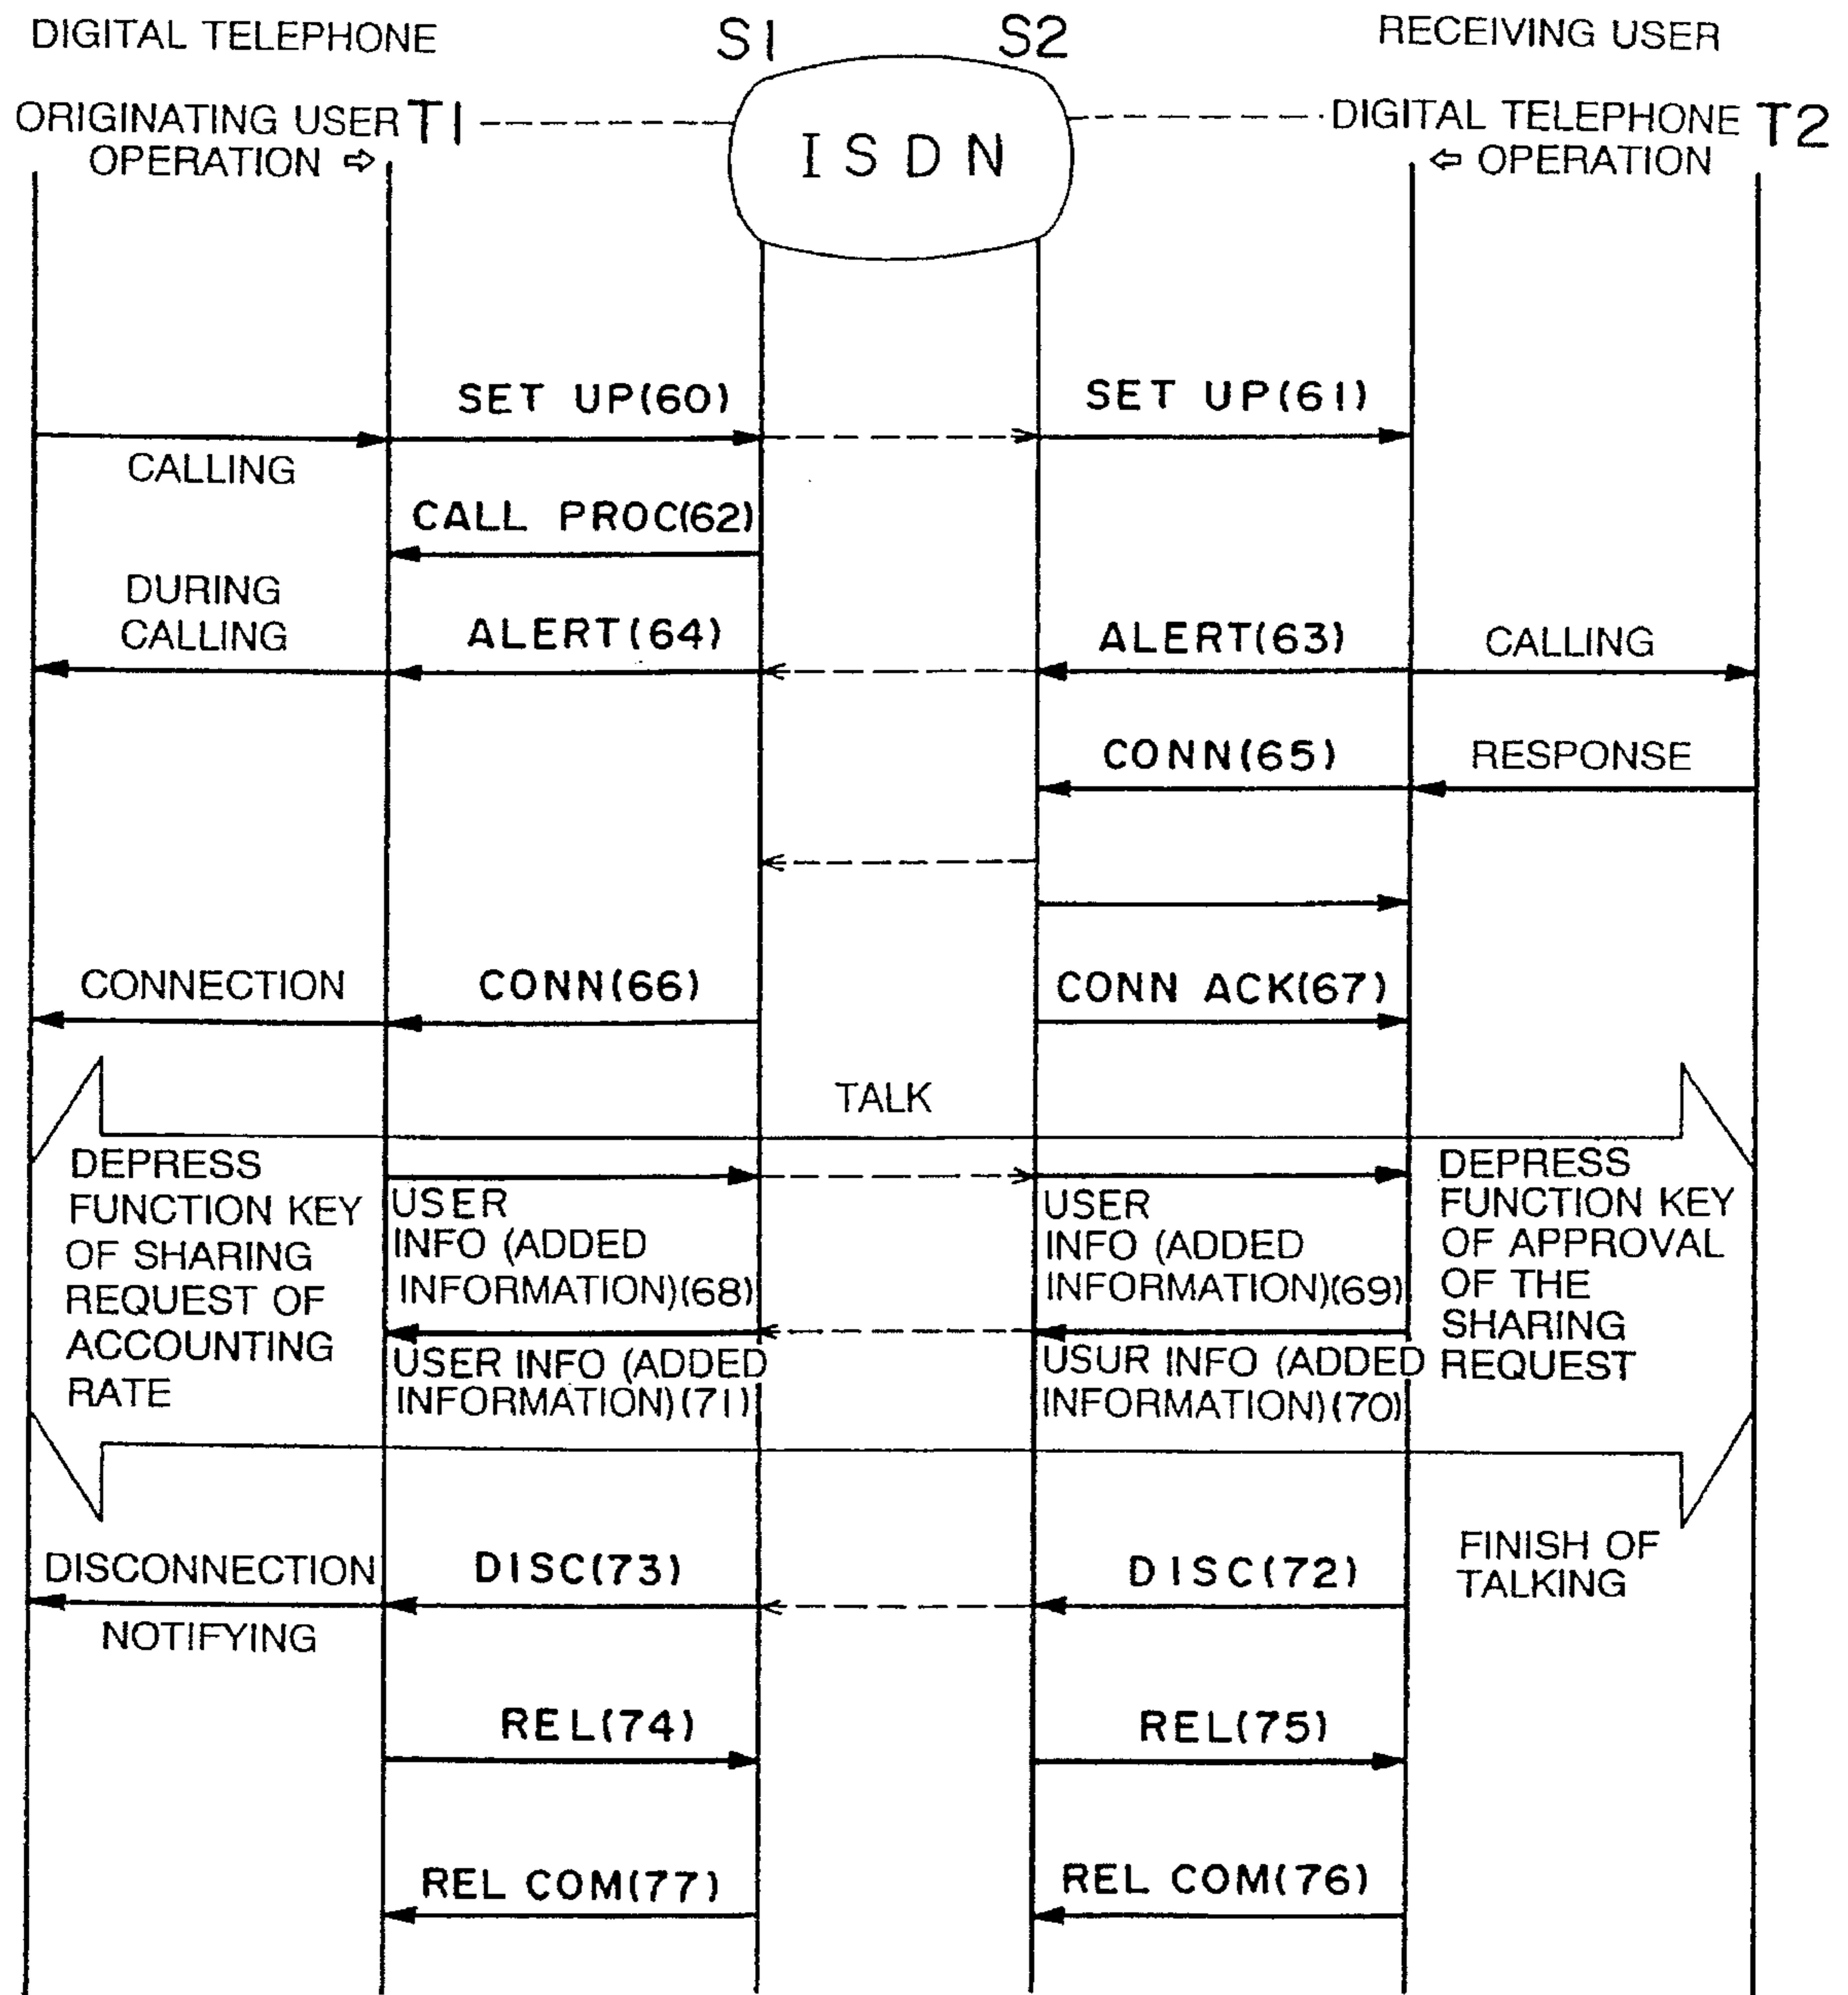 DIGITAL TELEPHONE
S1
S2
RECEIVING USER
ORIGINATING USER T1
OPERATION ⇨
ISDN
DIGITAL TELEPHONE T2
⇦ OPERATION
SET UP(60)
SET UP(61)
CALLING
CALL PROC(62)
DURING
CALLING
ALERT(64)
ALERT(63)
CALLING
CONN(65)
RESPONSE
CONNECTION
CONN(66)
CONN ACK(67)
TALK
DEPRESS
FUNCTION KEY
OF SHARING
REQUEST OF
ACCOUNTING
RATE
USER
INFO (ADDED
INFORMATION)(68)
USER
INFO (ADDED
INFORMATION)(69)
DEPRESS
FUNCTION KEY
OF APPROVAL
OF THE
SHARING
REQUEST
USER INFO (ADDED
INFORMATION)(71)
USUR INFO (ADDED
INFORMATION)(70)
DISCONNECTION
NOTIFYING
DISC(73)
DISC(72)
FINISH OF
TALKING
REL(74)
REL(75)
REL COM(77)
REL COM(76)